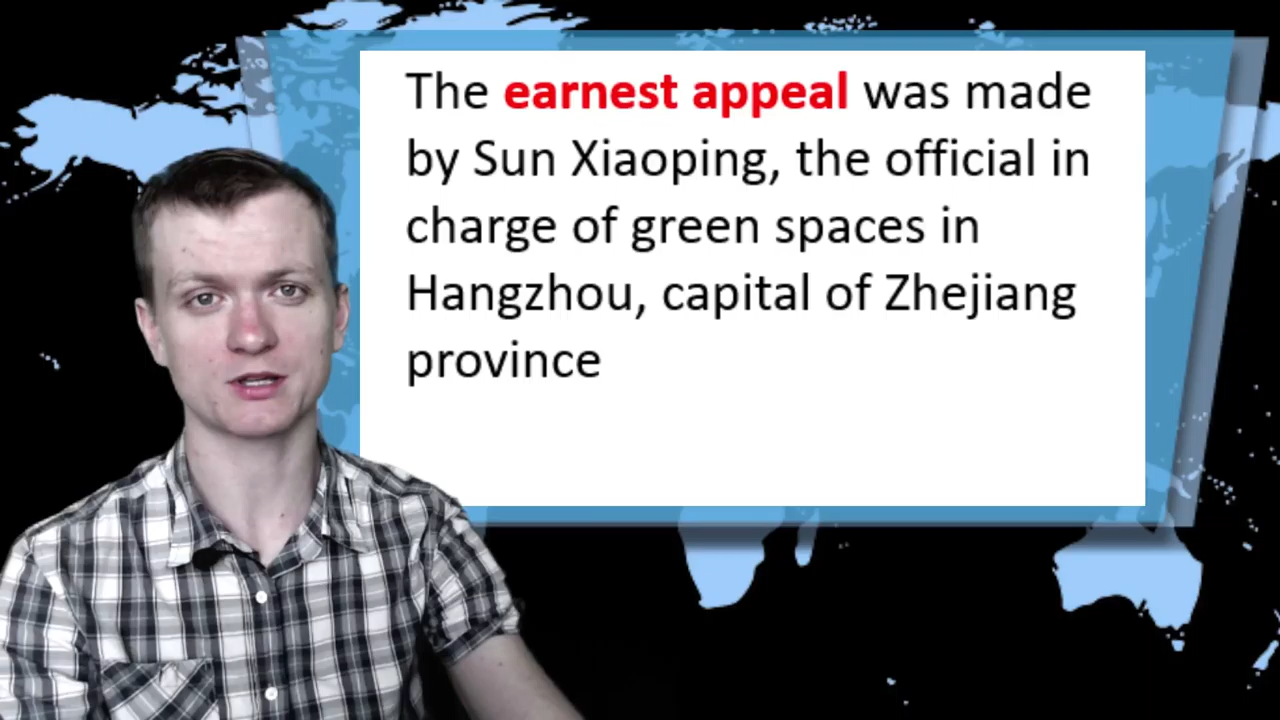 The earnest appeal was made
by Sun Xiaoping, the official in
charge of green spaces in
Hangzhou, capital of Zhejiang
province